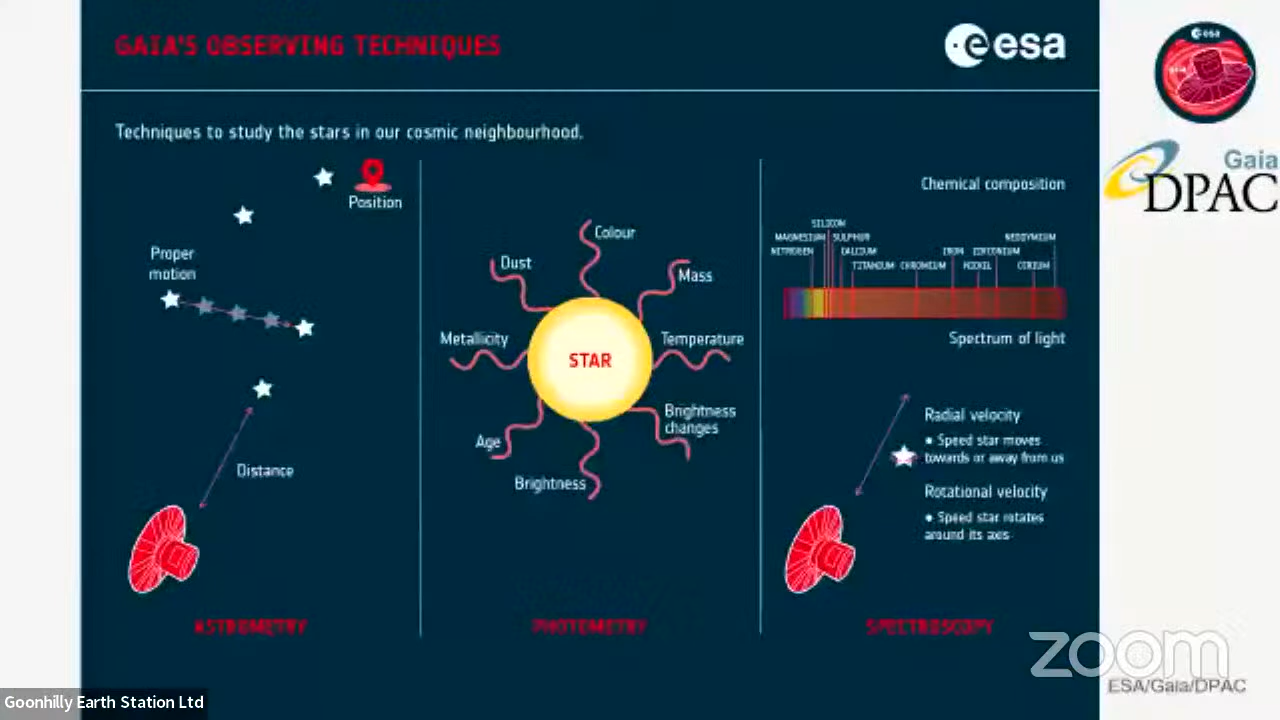 GAIA'S OBSERVING TECHNIQUES
esa
Techniques to study the stars in our cosmic neighbourhood.
Position
Proper
motion
Distance
ASTROMETRY
Colour
Dust
Mass
Metallicity
Temperature
STAR
Brightness
changes
Age
Brightness
PHOTOMETRY
Chemical composition
SILICON
MAGNESIUM
SULPHUR
NEODYMIUM
NITROGEN
CALCIUM
IRON
ZIRCONIUM
TITANIUM
CHROMIUM
NICKEL
CERIUM
Spectrum of light
Radial velocity
• Speed star moves
towards or away from us
Rotational velocity
• Speed star rotates
around its axis
SPECTROSCOPY
esa
Gaia
DPAC
zoom
ESA/Gaia/DPAC
Goonhilly Earth Station Ltd